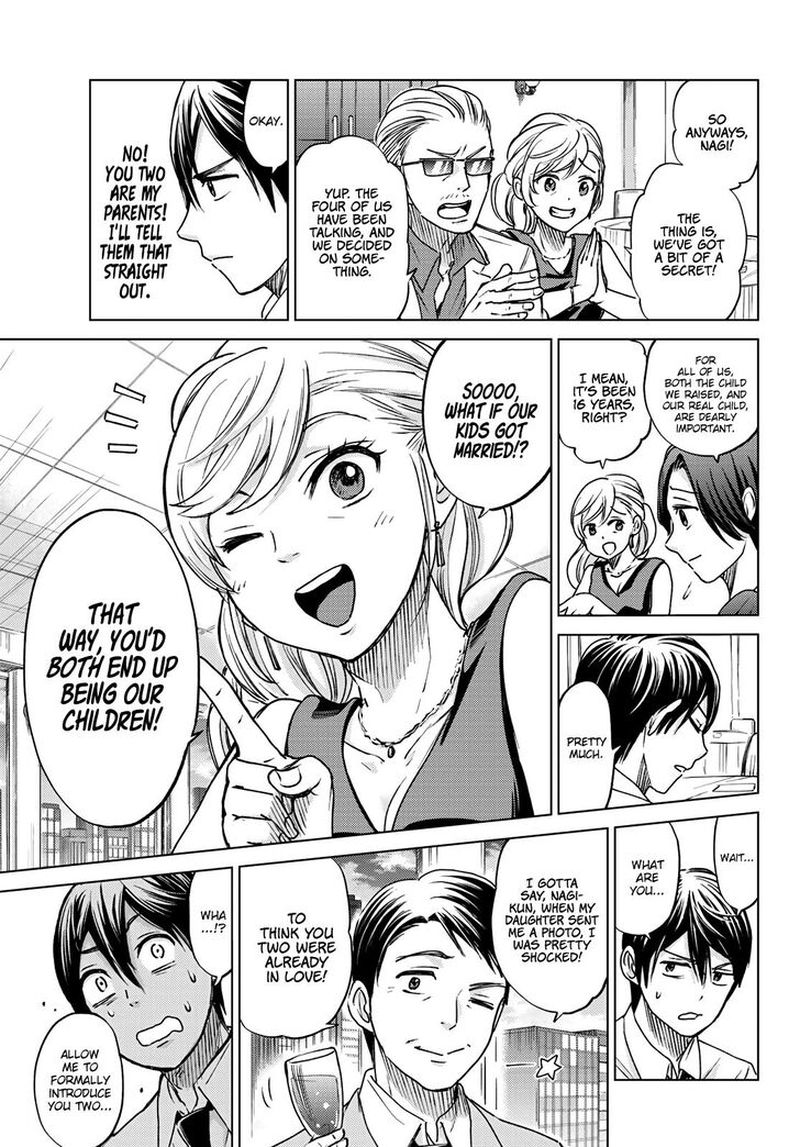 SO
ANYWAYS,
NAGI!
THE
THING IS,
WE'VE GOT
A BIT OF A
SECRET!
YUP. THE
FOUR OF US
HAVE BEEN
TALKING, AND
WE DECIDED
ON SOME-
THING.
OKAY.
NO!
YOU TWO
ARE MY
PARENTS!
I'LL TELL
THEM THAT
STRAIGHT
OUT.
FOR
ALL OF US,
BOTH THE CHILD
WE RAISED, AND
OUR REAL CHILD,
ARE DEARLY
IMPORTANT.
I MEAN,
IT'S BEEN
16 YEARS,
RIGHT?
PRETTY
MUCH.
SOOOO,
WHAT IF OUR
KIDS GOT
MARRIED!?
THAT
WAY, YOU'D
BOTH END UP
BEING OUR
CHILDREN!
WAIT...
WHAT
ARE
YOU...
I GOTTA
SAY, NAGI-
KUN, WHEN MY
DAUGHTER SENT
ME A PHOTO, I
WAS PRETTY
SHOCKED!
TO
THINK YOU
TWO WERE
ALREADY
IN LOVE!
WHA
...!?
ALLOW
ME TO
FORMALLY
INTRODUCE
YOU TWO...